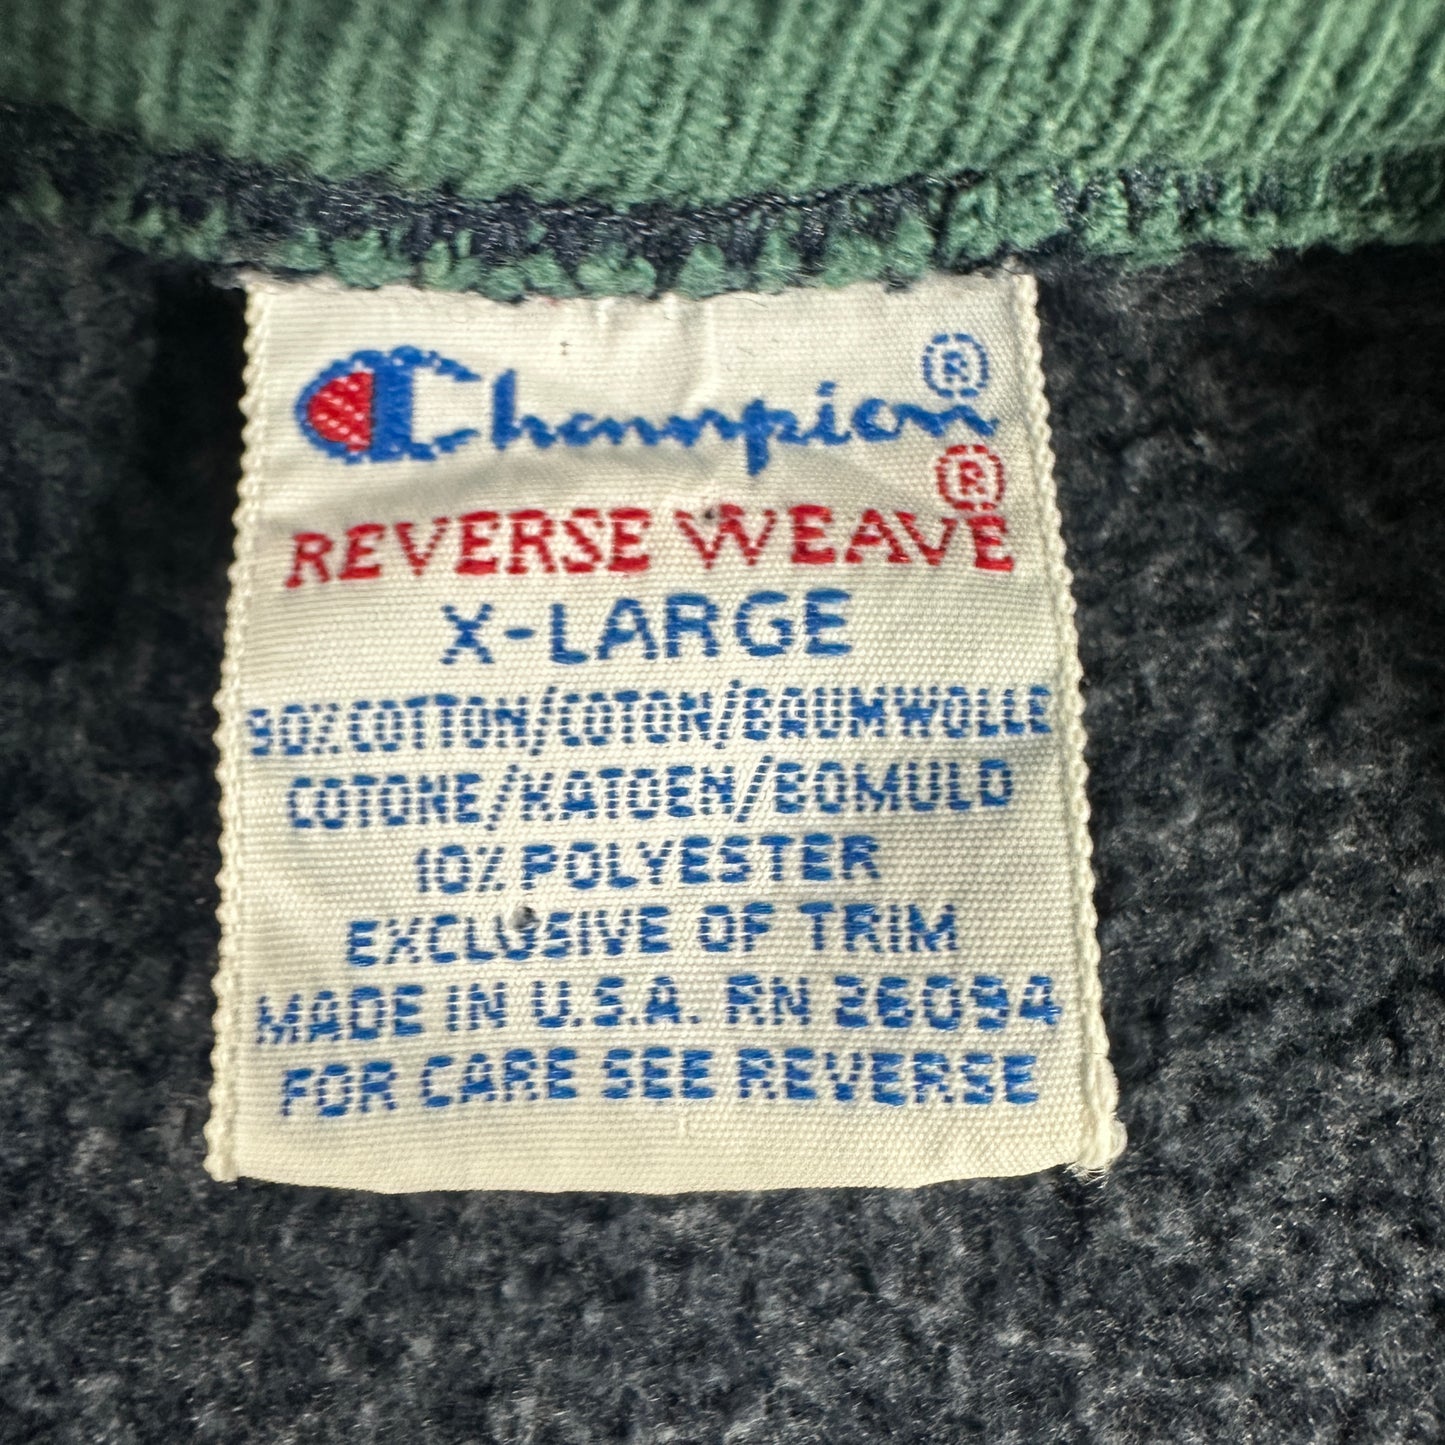 Champion®
REVERSE WEAVE®
X-LARGE
90% COTTON/COTON/BAUMWOLLE
COTONE/KATOEN/BOMULD
10% POLYESTER
EXCLUSIVE OF TRIM
MADE IN U.S.A. RN 26094
FOR CARE SEE REVERSE